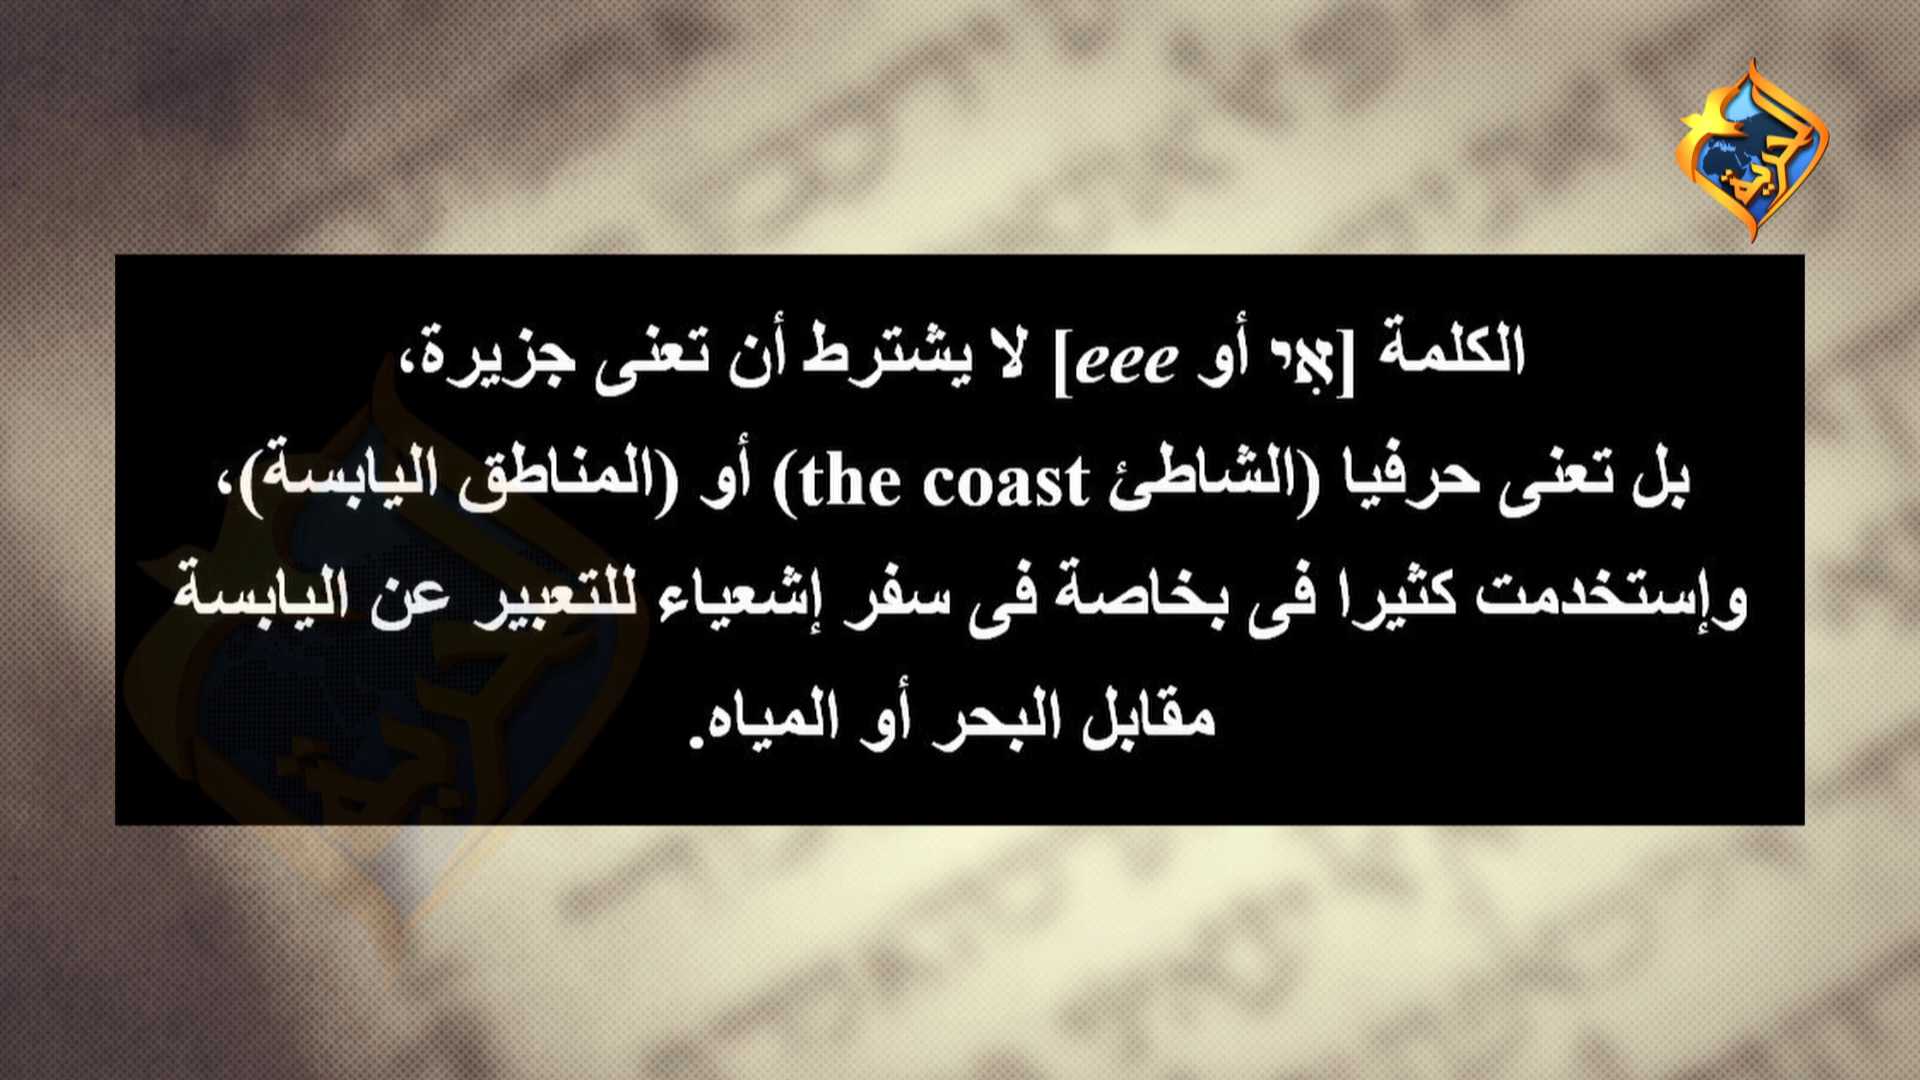 الحرية
الكلمة [אִי أو eee] لا يشترط أن تعنى جزيرة،
بل تعنى حرفيا (الشاطئ the coast) أو (المناطق اليابسة)،
وإستخدمت كثيرا فى بخاصة فى سفر إشعياء للتعبير عن اليابسة
مقابل البحر أو المياه.